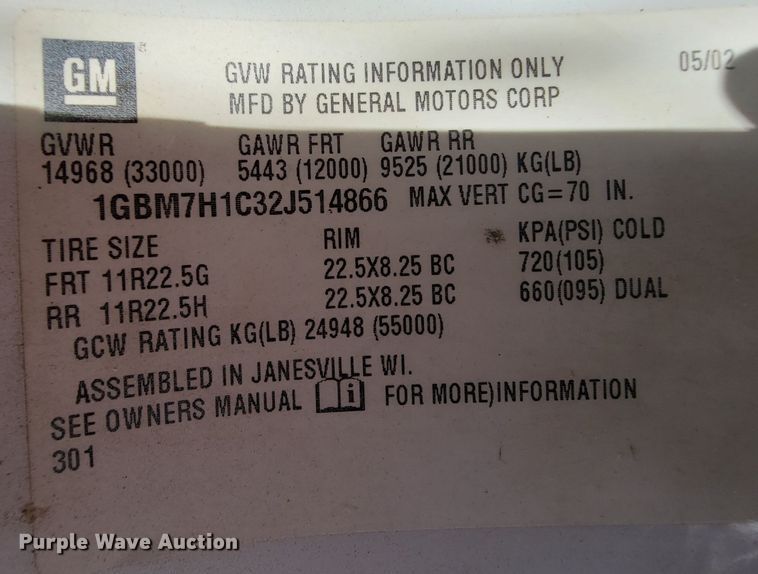 GM
GVW RATING INFORMATION ONLY 05/02
MFD BY GENERAL MOTORS CORP
GVWR GAWR FRT GAWR RR
14968 (33000) 5443 (12000) 9525 (21000) KG(LB)
1GBM7H1C32J514866 MAX VERT CG=70 IN.
TIRE SIZE RIM KPA(PSI) COLD
FRT 11R22.5G 22.5X8.25 BC 720(105)
RR 11R22.5H 22.5X8.25 BC 660(095) DUAL
GCW RATING KG(LB) 24948 (55000)
ASSEMBLED IN JANESVILLE WI.
SEE OWNERS MANUAL i FOR MORE)INFORMATION
301
Purple Wave Auction